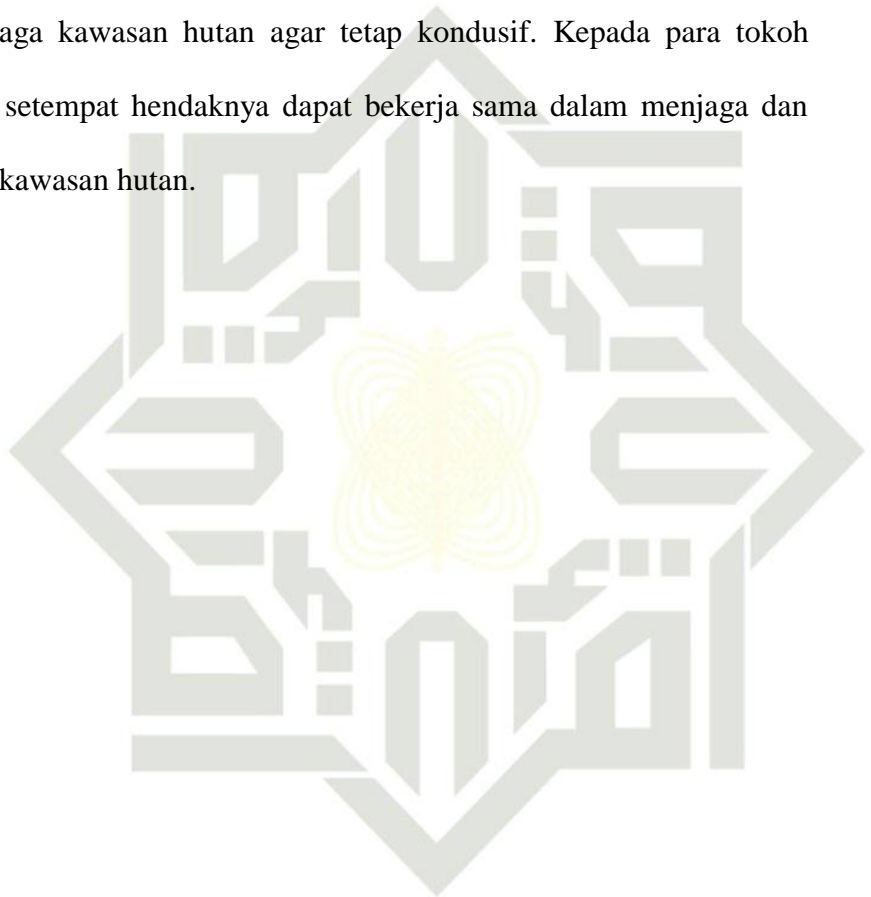 aga kawasan hutan agar tetap kondusif. Kepada para tokoh
setempat hendaknya dapat bekerja sama dalam menjaga dan
kawasan hutan.